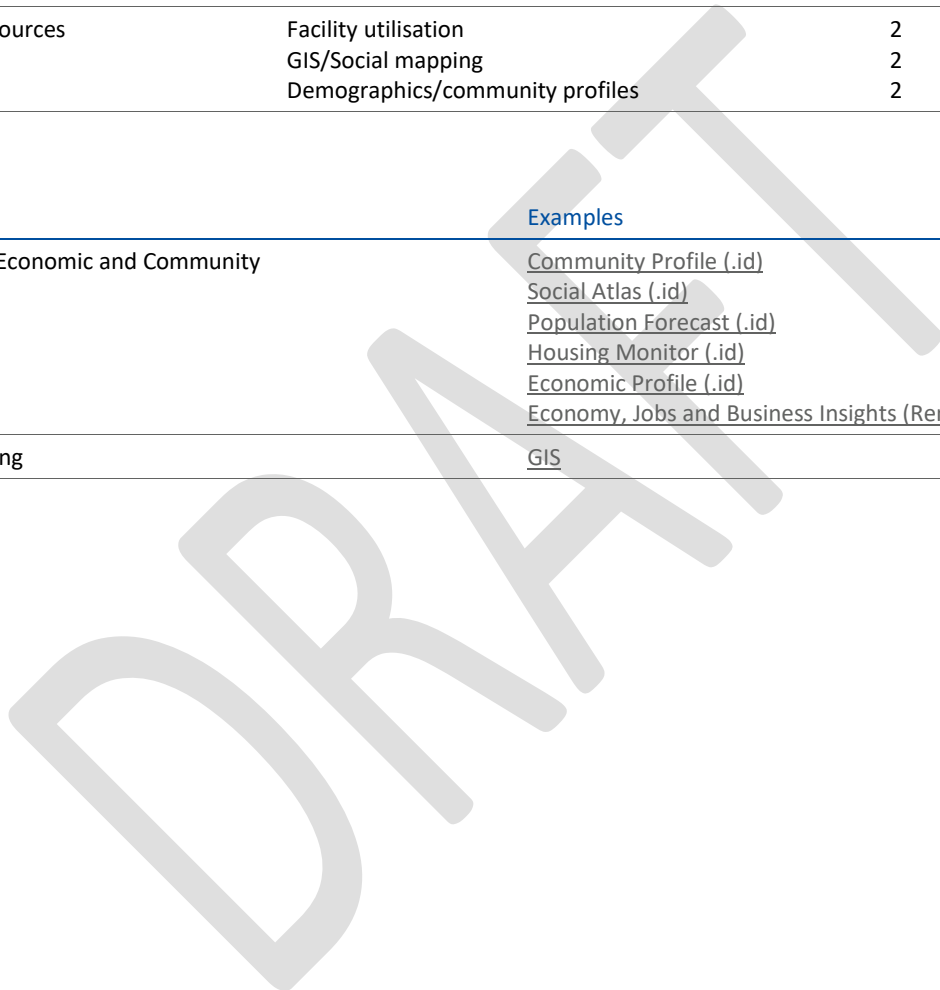 ources Facility utilisation 2
GIS/Social mapping 2
Demographics/community profiles 2
Examples
Economic and Community Community Profile (.id)
Social Atlas (.id)
Population Forecast (.id)
Housing Monitor (.id)
Economic Profile (.id)
Economy, Jobs and Business Insights (Re
ng GIS
DRAFT